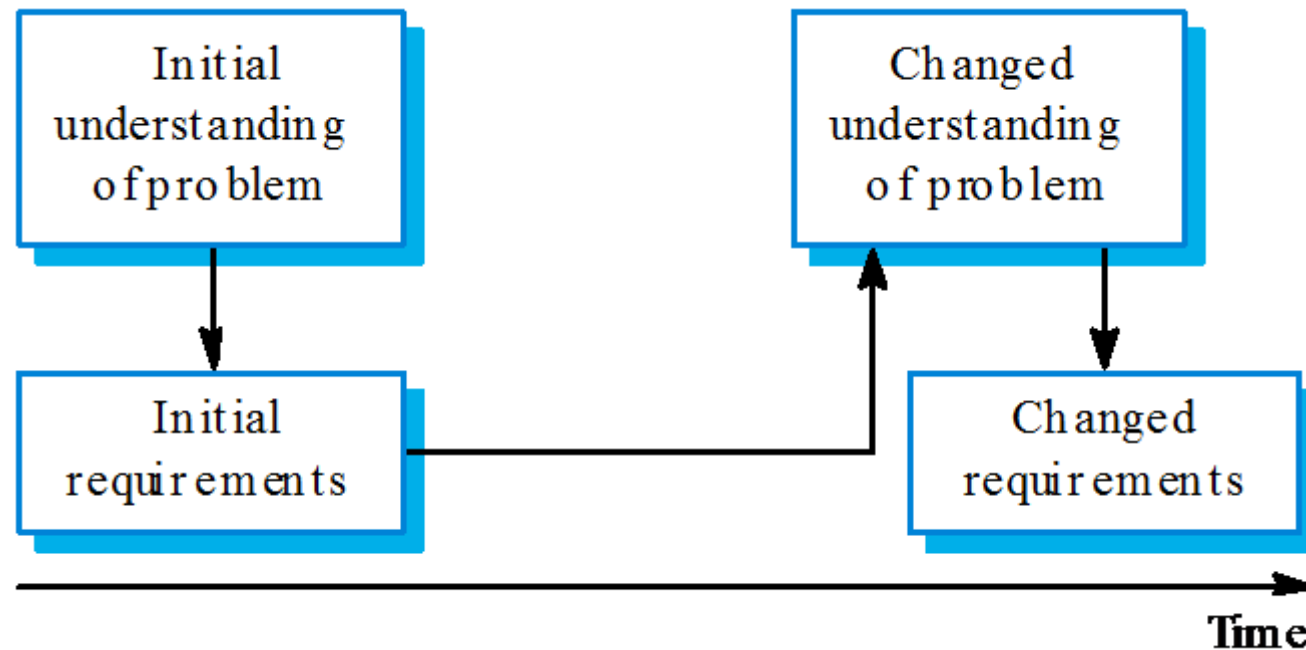 Initial
understanding
of problem
Changed
understanding
of problem
Initial
requirements
Changed
requirements
Time